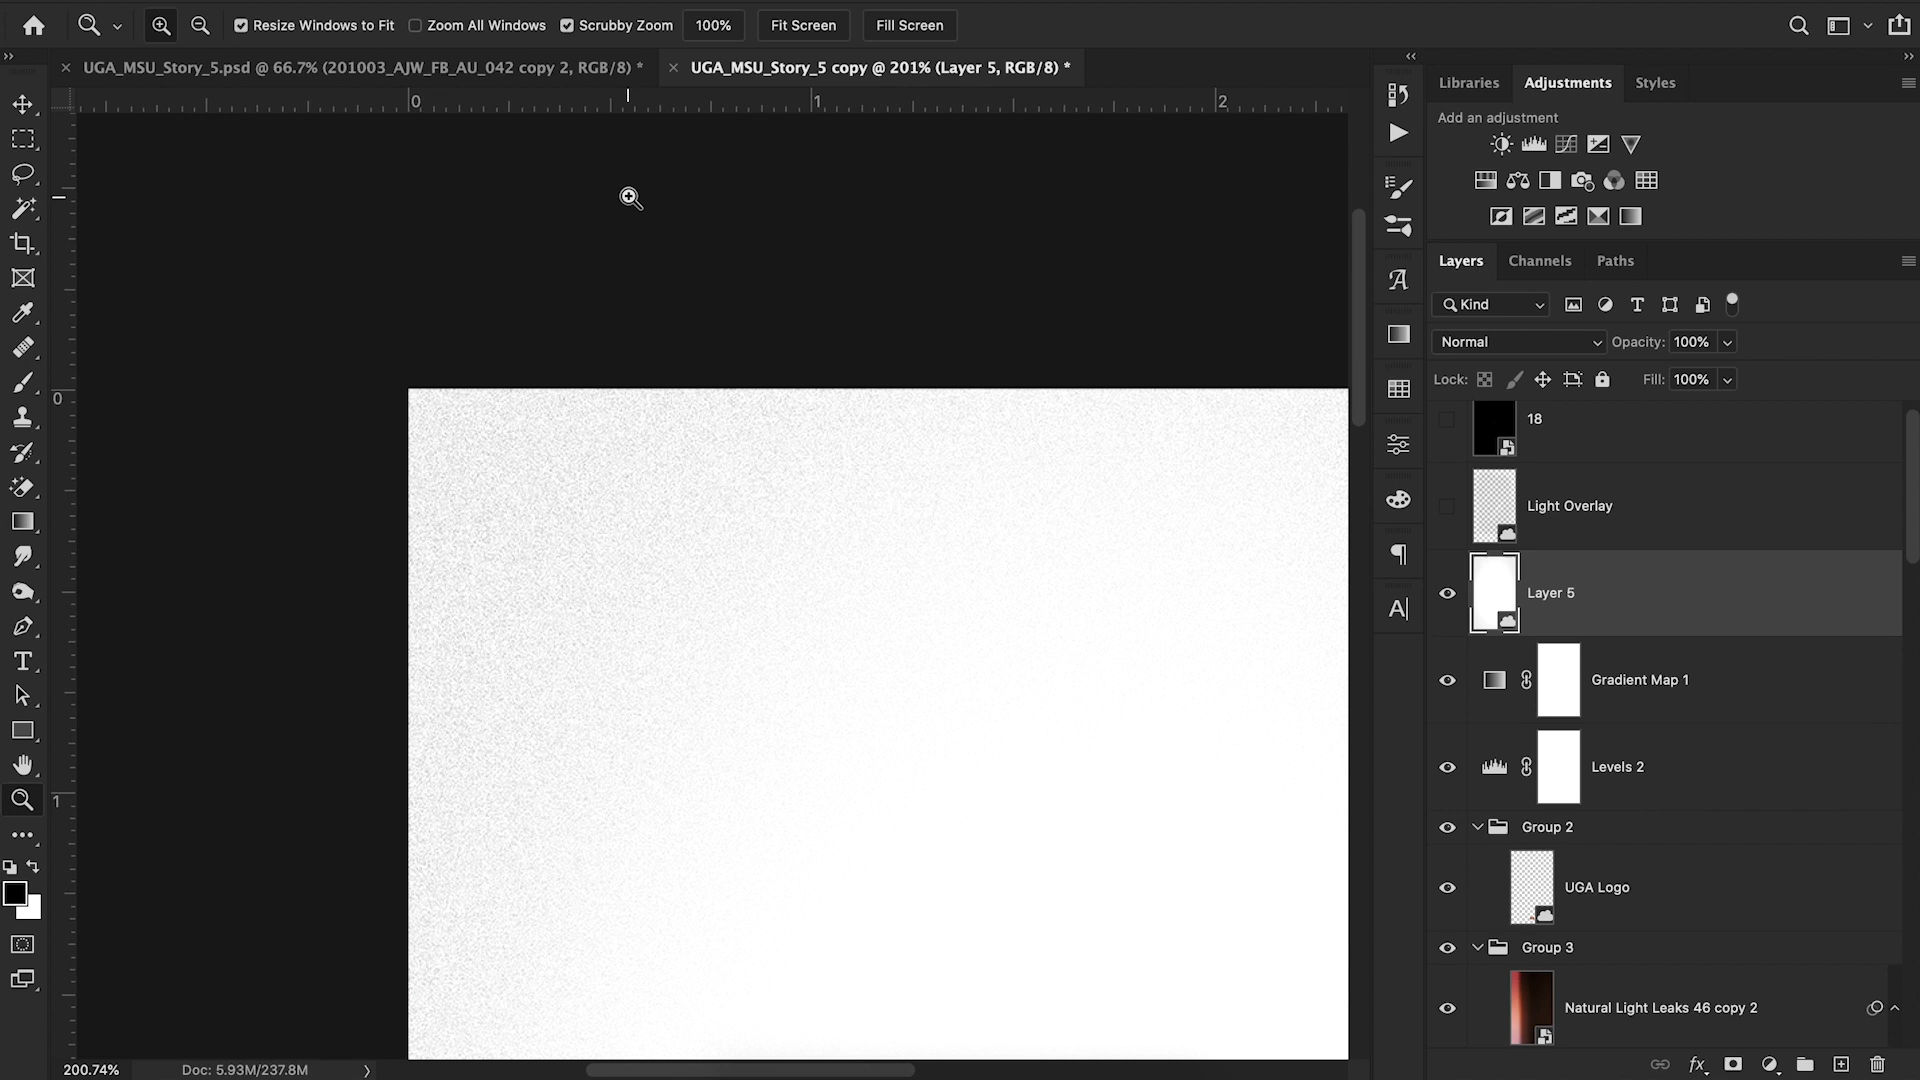 Resize Windows to Fit Zoom All Windows Scrubby Zoom 100% Fit Screen Fill Screen
UGA_MSU_Story_5.psd @ 66.7% (201003_AJW_FB_AU_042 copy 2, RGB/8) *
UGA_MSU_Story_5 copy @ 201% (Layer 5, RGB/8) *
0 1 2
0
1
Libraries Adjustments Styles
Add an adjustment
Layers Channels Paths
Kind
Normal Opacity: 100%
Lock: Fill: 100%
18
Light Overlay
Layer 5
Gradient Map 1
Levels 2
Group 2
UGA Logo
Group 3
Natural Light Leaks 46 copy 2
200.74% Doc: 5.93M/237.8M